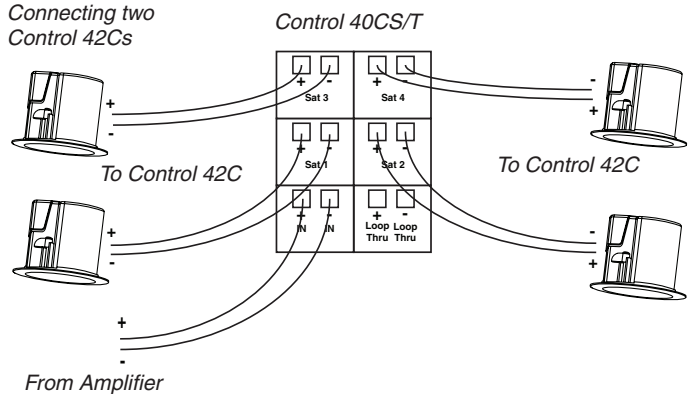 Connecting two
Control 42Cs
Control 40CS/T
+ - + -
Sat 3 Sat 4
+
-
-
+
To Control 42C
To Control 42C
+ - + -
Sat 1 Sat 2
+
-
-
+
+ - + -
IN IN Loop Loop
Thru Thru
+
-
From Amplifier